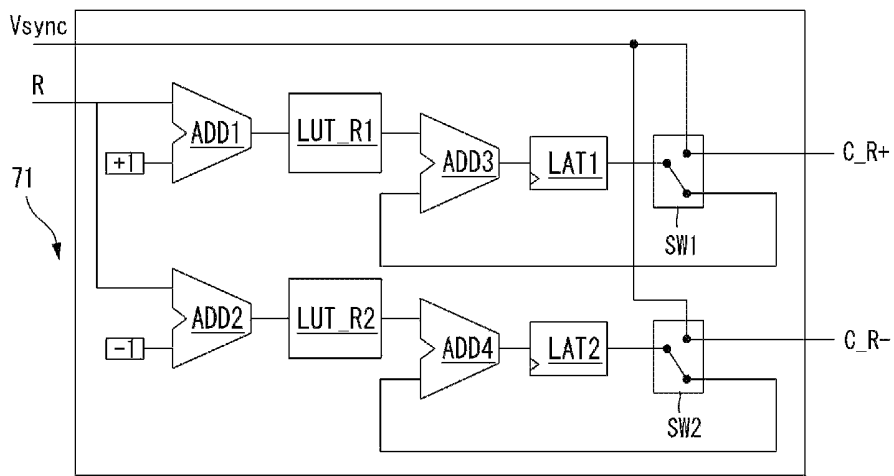 Vsync
R
ADD1
LUT_R1
+1
ADD3
LAT1
C_R+
71
SW1
ADD2
LUT_R2
-1
ADD4
LAT2
C_R-
SW2